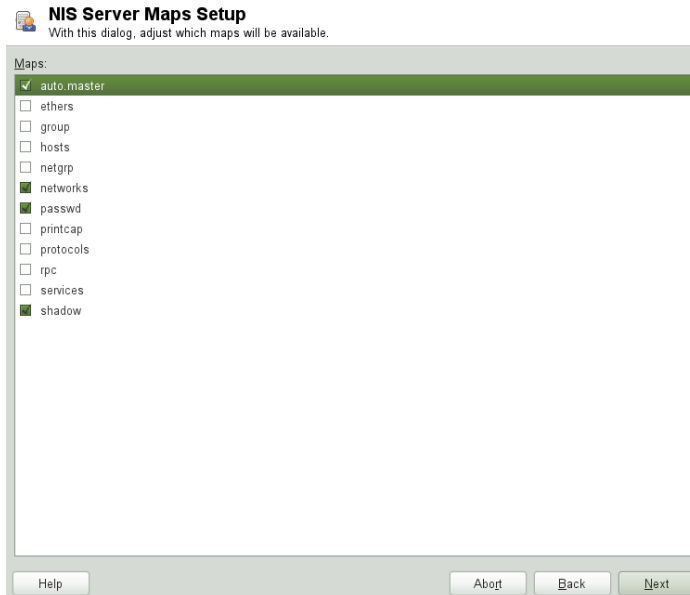 NIS Server Maps Setup
With this dialog, adjust which maps will be available.
Maps:
auto.master
ethers
group
hosts
netgrp
networks
passwd
printcap
protocols
rpc
services
shadow
Help
Abort
Back
Next